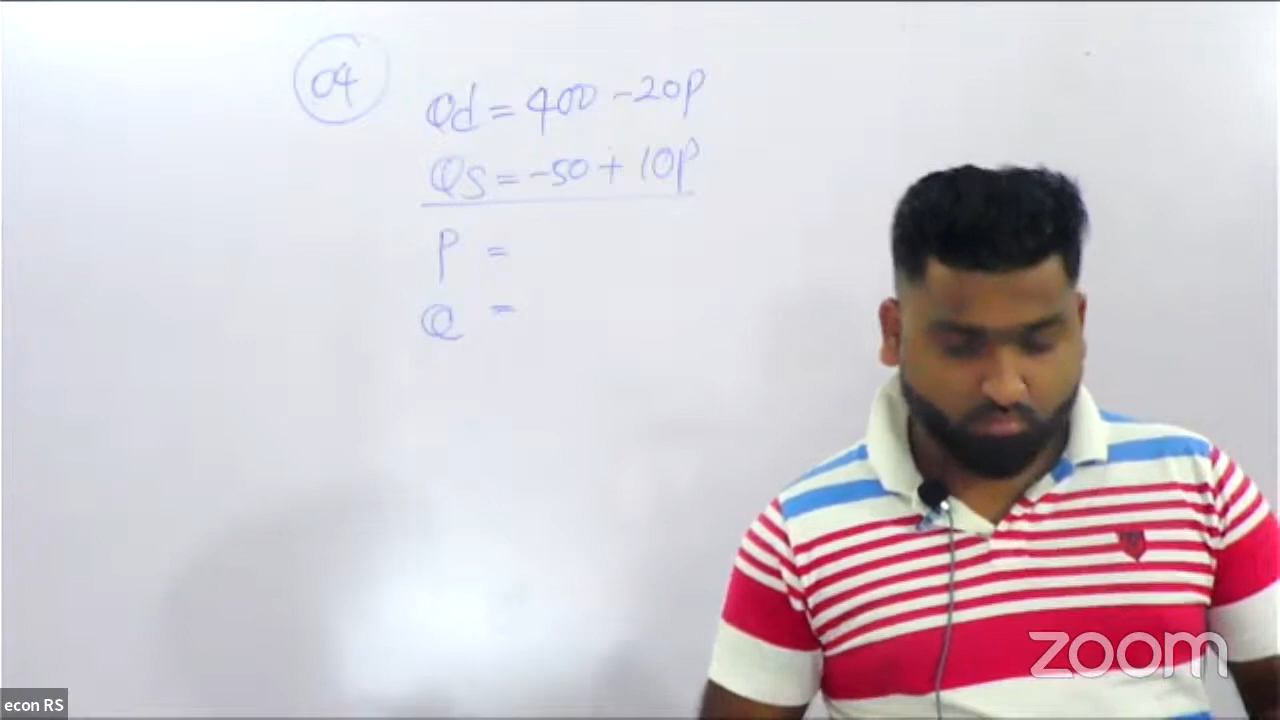 04
Qd = 400 - 20P
Qs = -50 + 10P
P =
Q =
zoom
econ RS